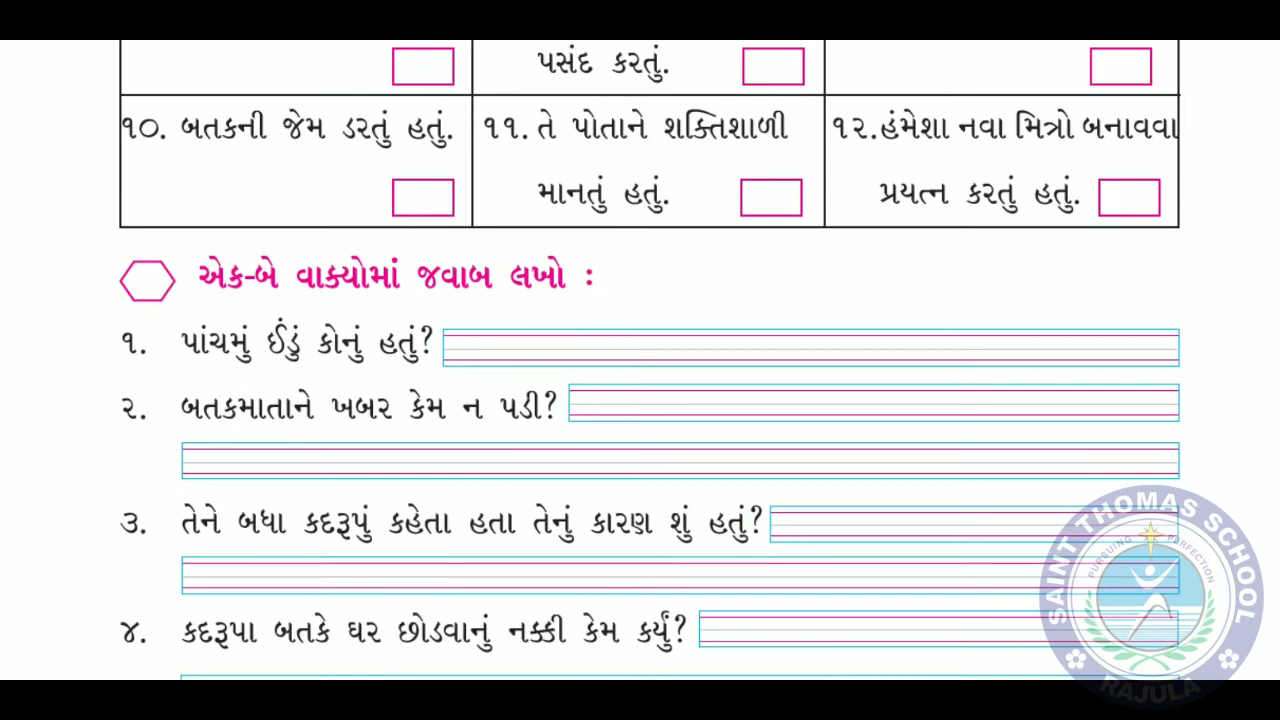 પસંદ કરતું.
૧૦. બતકની જેમ ડરતું હતું.
૧૧. તે પોતાને શક્તિશાળી
માનતું હતું.
૧૨. હંમેશા નવા મિત્રો બનાવવા
પ્રયત્ન કરતું હતું.
એક-બે વાક્યોમાં જવાબ લખો :
૧. પાંચમું ઈંડું કોનું હતું?
૨. બતકમાતાને ખબર કેમ ન પડી?
૩. તેને બધા કદરૂપું કહેતા હતા તેનું કારણ શું હતું?
૪. કદરૂપા બતકે ઘર છોડવાનું નક્કી કેમ કર્યું?
SAINT THOMAS SCHOOL
PURSUING PERFECTION
RAJULA